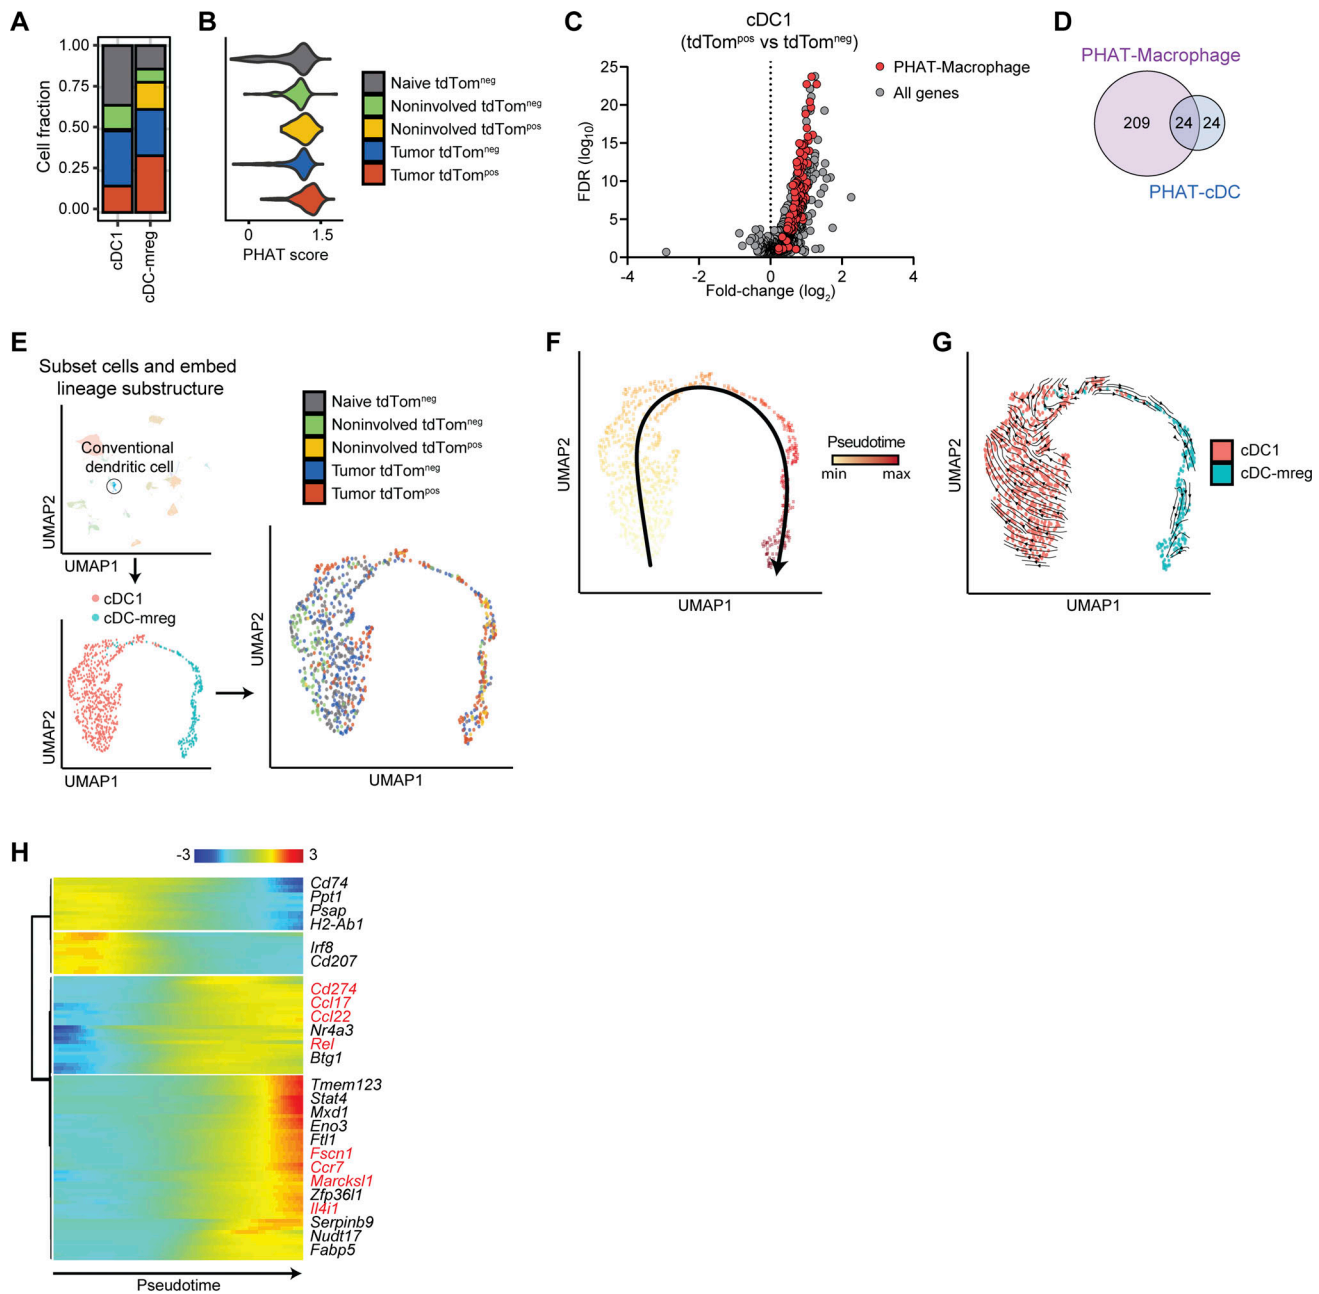 A
1.00
0.75
0.50
0.25
0.00
Cell fraction
cDC1
cDC-mreg
B
0
1.5
PHAT score
Naive tdTomneg
Noninvolved tdTomneg
Noninvolved tdTompos
Tumor tdTomneg
Tumor tdTompos
C
cDC1
(tdTompos vs tdTomneg)
25
20
15
10
5
0
FDR (log10)
-4
-2
0
2
4
Fold-change (log2)
PHAT-Macrophage
All genes
D
PHAT-Macrophage
209
24
24
PHAT-cDC
E
Subset cells and embed
lineage substructure
Conventional
dendritic cell
UMAP2
UMAP1
cDC1
cDC-mreg
UMAP2
UMAP1
Naive tdTomneg
Noninvolved tdTomneg
Noninvolved tdTompos
Tumor tdTomneg
Tumor tdTompos
UMAP2
UMAP1
F
UMAP2
UMAP1
Pseudotime
min max
G
UMAP2
UMAP1
cDC1
cDC-mreg
H
-3 3
Cd74
Ppt1
Psap
H2-Ab1
Irf8
Cd207
Cd274
Ccl17
Ccl22
Nr4a3
Rel
Btg1
Tmem123
Stat4
Mxd1
Eno3
Ftl1
Fscn1
Ccr7
Marcksl1
Zfp36l1
Il4i1
Serpinb9
Nudt17
Fabp5
Pseudotime